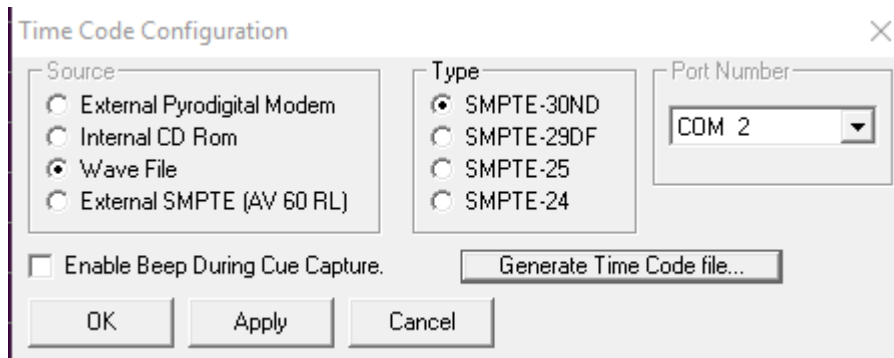 Time Code Configuration
Source
External Pyrodigital Modem
Internal CD Rom
Wave File
External SMPTE (AV 60 RL)
Type
SMPTE-30ND
SMPTE-29DF
SMPTE-25
SMPTE-24
Port Number
COM 2
Enable Beep During Cue Capture.
Generate Time Code file...
OK
Apply
Cancel